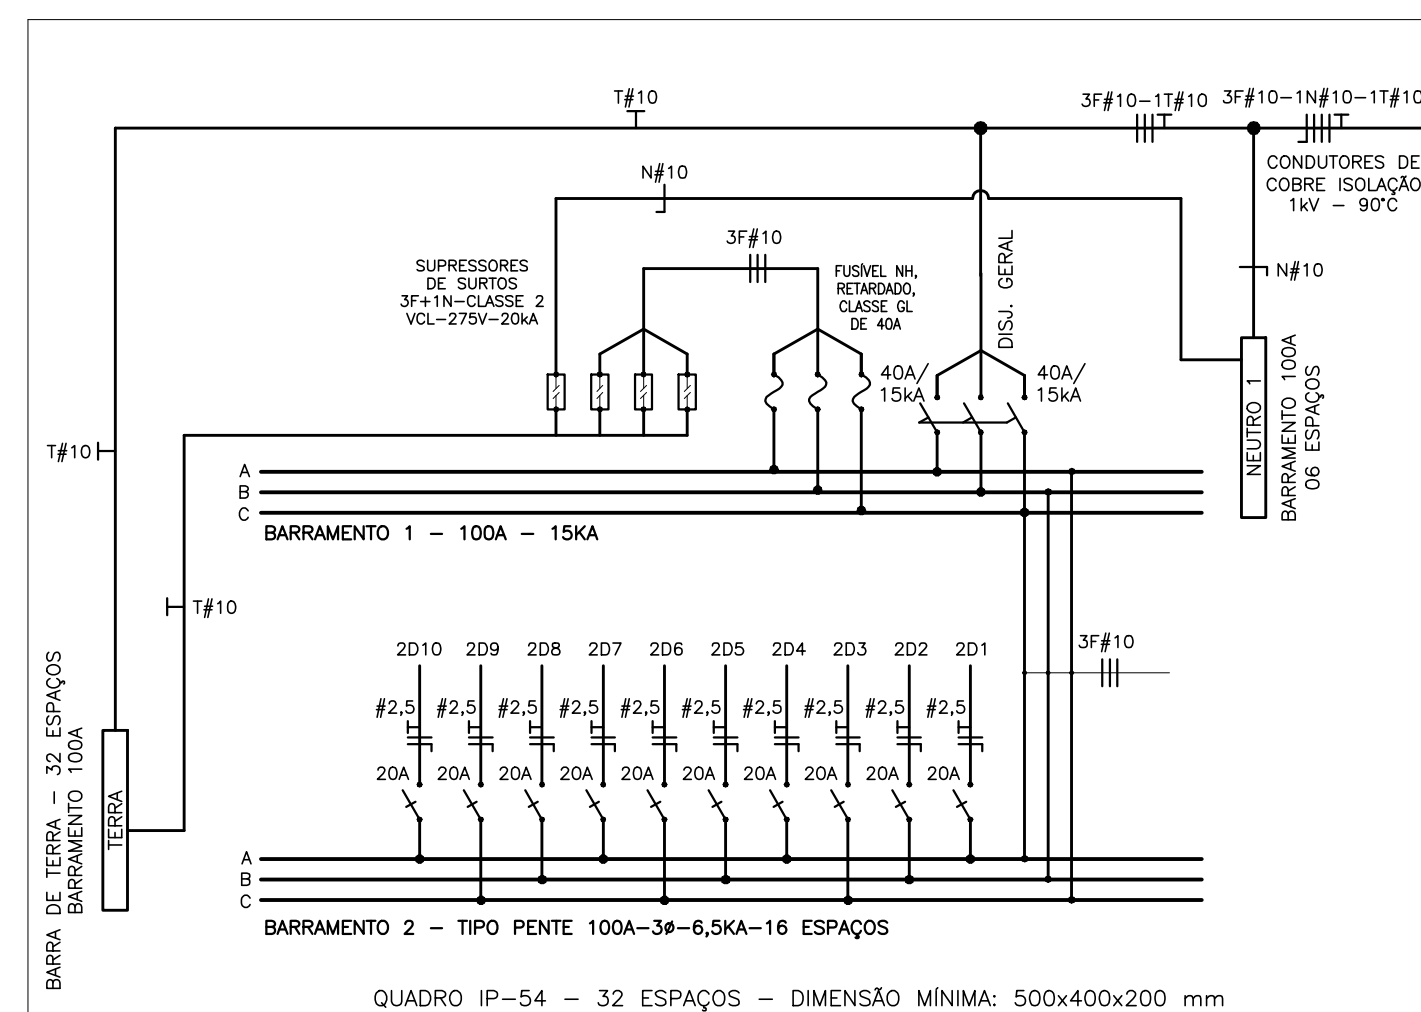 T#10
3F#10-1T#10
3F#10-1N#10-1T#10
CONDUTORES DE
COBRE ISOLAÇÃO
1kV - 90°C
N#10
3F#10
SUPRESSORES
DE SURTOS
3F+1N-CLASSE 2
VCL-275V-20kA
FUSÍVEL NH,
RETARDADO,
CLASSE GL
DE 40A
DISJ. GERAL
N#10
40A/
15kA
40A/
15kA
NEUTRO 1
BARRAMENTO 100A
06 ESPAÇOS
T#10
A
B
C
BARRAMENTO 1 - 100A - 15KA
T#10
3F#10
2D10 2D9 2D8 2D7 2D6 2D5 2D4 2D3 2D2 2D1
#2,5 #2,5 #2,5 #2,5 #2,5 #2,5 #2,5 #2,5 #2,5 #2,5
20A 20A 20A 20A 20A 20A 20A 20A 20A 20A
BARRA DE TERRA - 32 ESPAÇOS
BARRAMENTO 100A
TERRA
A
B
C
BARRAMENTO 2 - TIPO PENTE 100A-3ø-6,5KA-16 ESPAÇOS
QUADRO IP-54 - 32 ESPAÇOS - DIMENSÃO MÍNIMA: 500x400x200 mm